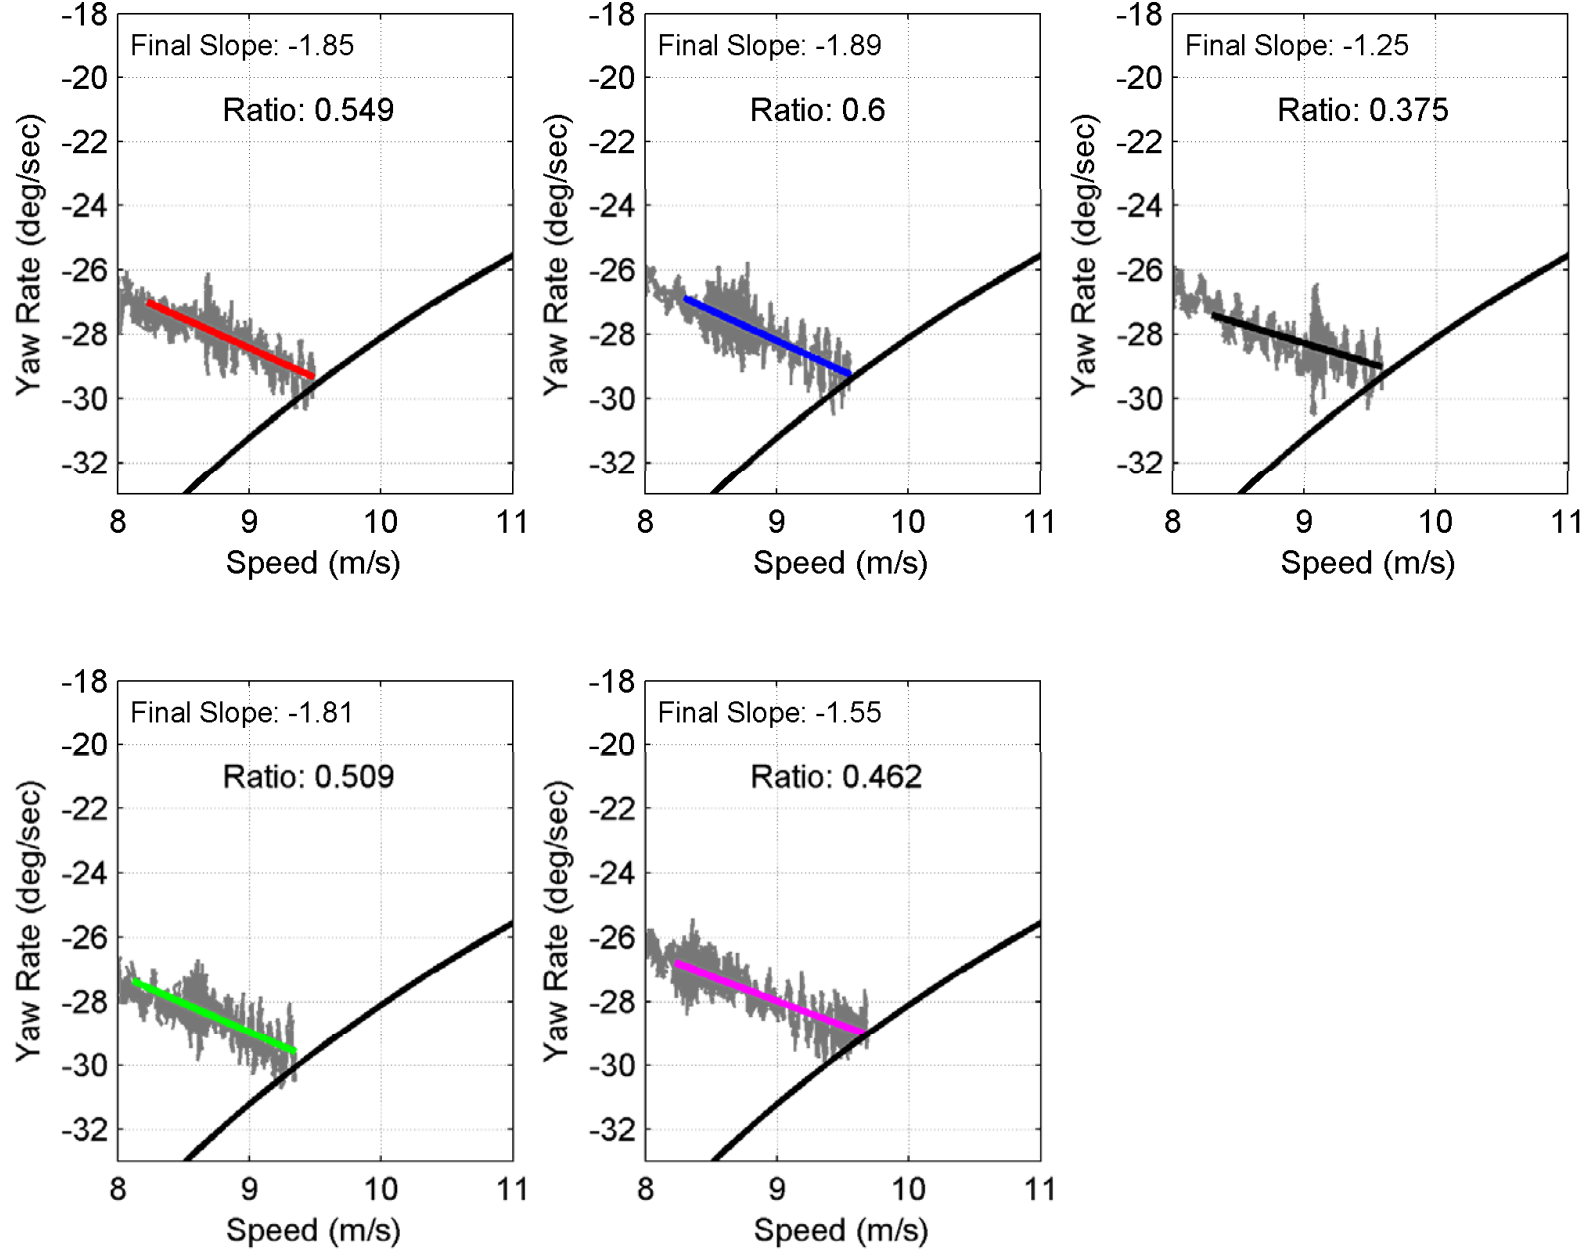 Final Slope: -1.85
Ratio: 0.549
-18
-20
-22
-24
-26
-28
-30
-32
Yaw Rate (deg/sec)
8 9 10 11
Speed (m/s)
Final Slope: -1.89
Ratio: 0.6
-18
-20
-22
-24
-26
-28
-30
-32
Yaw Rate (deg/sec)
8 9 10 11
Speed (m/s)
Final Slope: -1.25
Ratio: 0.375
-18
-20
-22
-24
-26
-28
-30
-32
Yaw Rate (deg/sec)
8 9 10 11
Speed (m/s)
Final Slope: -1.81
Ratio: 0.509
-18
-20
-22
-24
-26
-28
-30
-32
Yaw Rate (deg/sec)
8 9 10 11
Speed (m/s)
Final Slope: -1.55
Ratio: 0.462
-18
-20
-22
-24
-26
-28
-30
-32
Yaw Rate (deg/sec)
8 9 10 11
Speed (m/s)